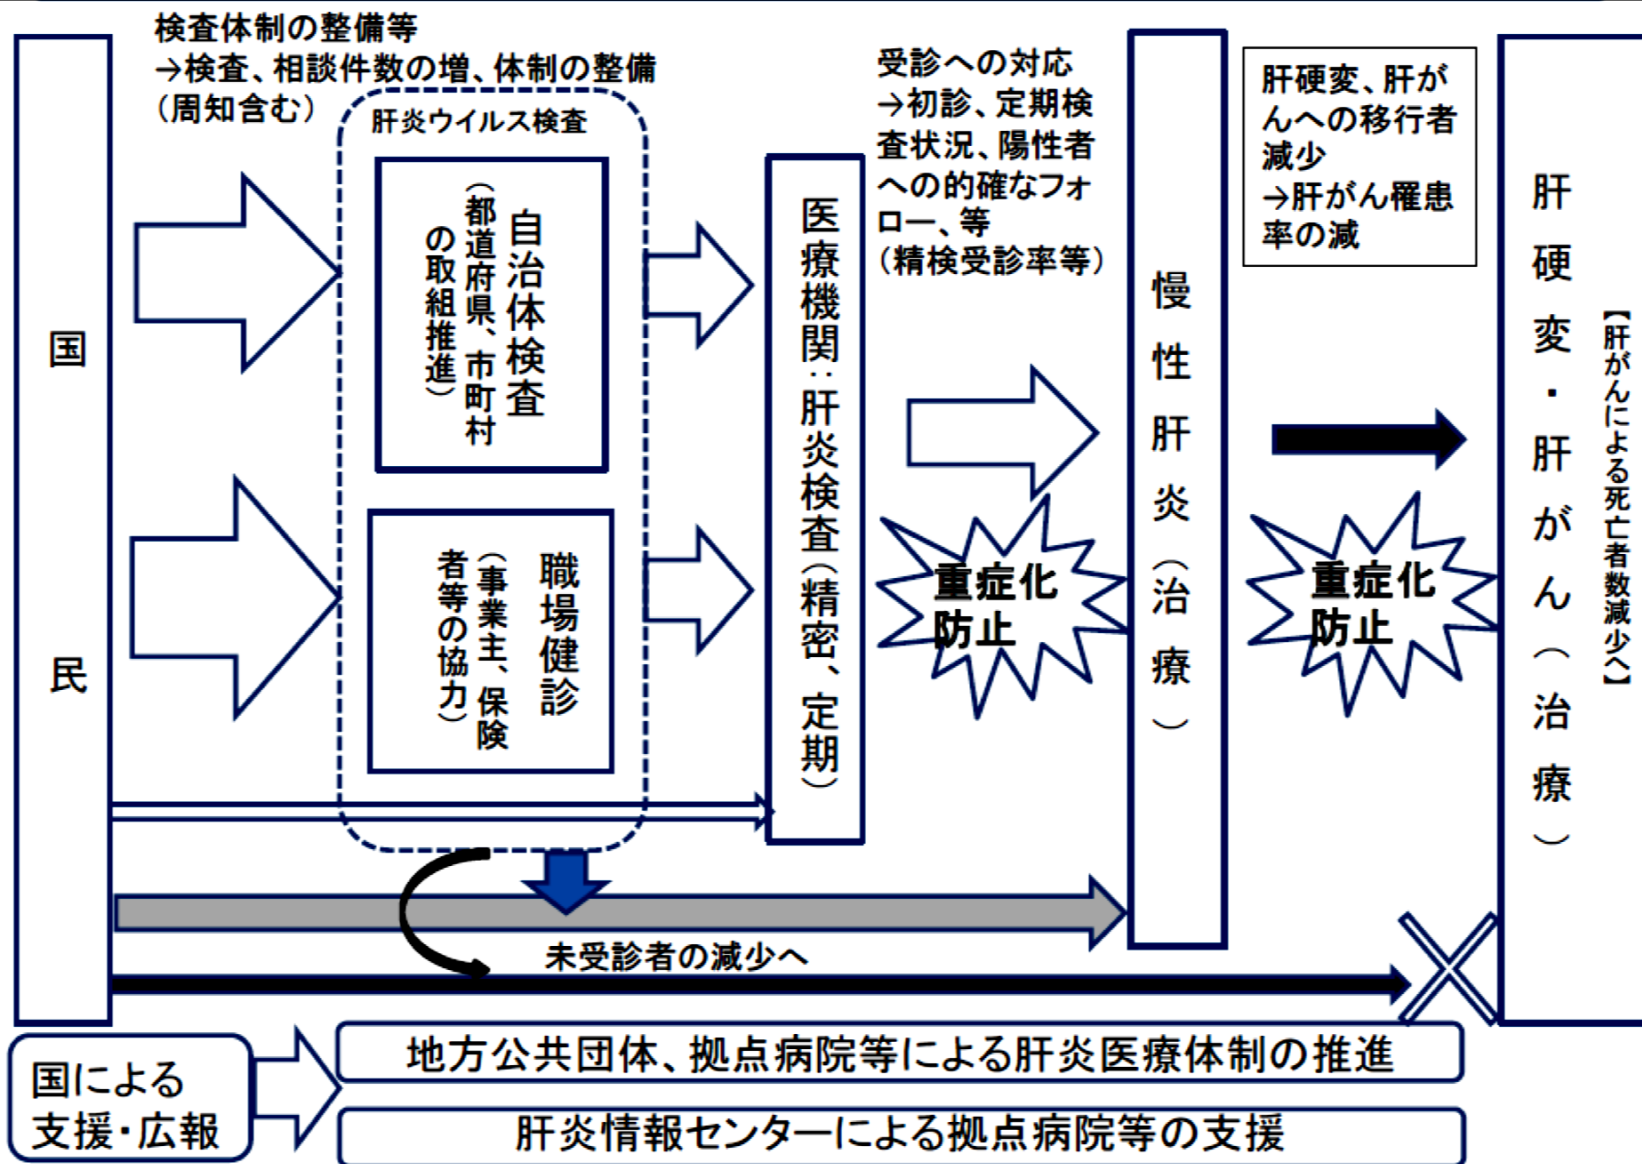 検査体制の整備等
→検査、相談件数の増、体制の整備
（周知含む）
肝炎ウイルス検査
国民
自治体検査
（都道府県、市町村
の取組推進）
職場健診
（事業主、保険
者等の協力）
医療機関：肝炎検査（精密、定期）
受診への対応
→初診、定期検
査状況、陽性者
への的確なフォ
ロー、等
（精検受診率等）
重症化
防止
慢性肝炎（治療）
肝硬変、肝が
んへの移行者
減少
→肝がん罹患
率の減
重症化
防止
肝硬変・肝がん（治療）
【肝がんによる死亡者数減少へ】
未受診者の減少へ
国による
支援・広報
地方公共団体、拠点病院等による肝炎医療体制の推進
肝炎情報センターによる拠点病院等の支援